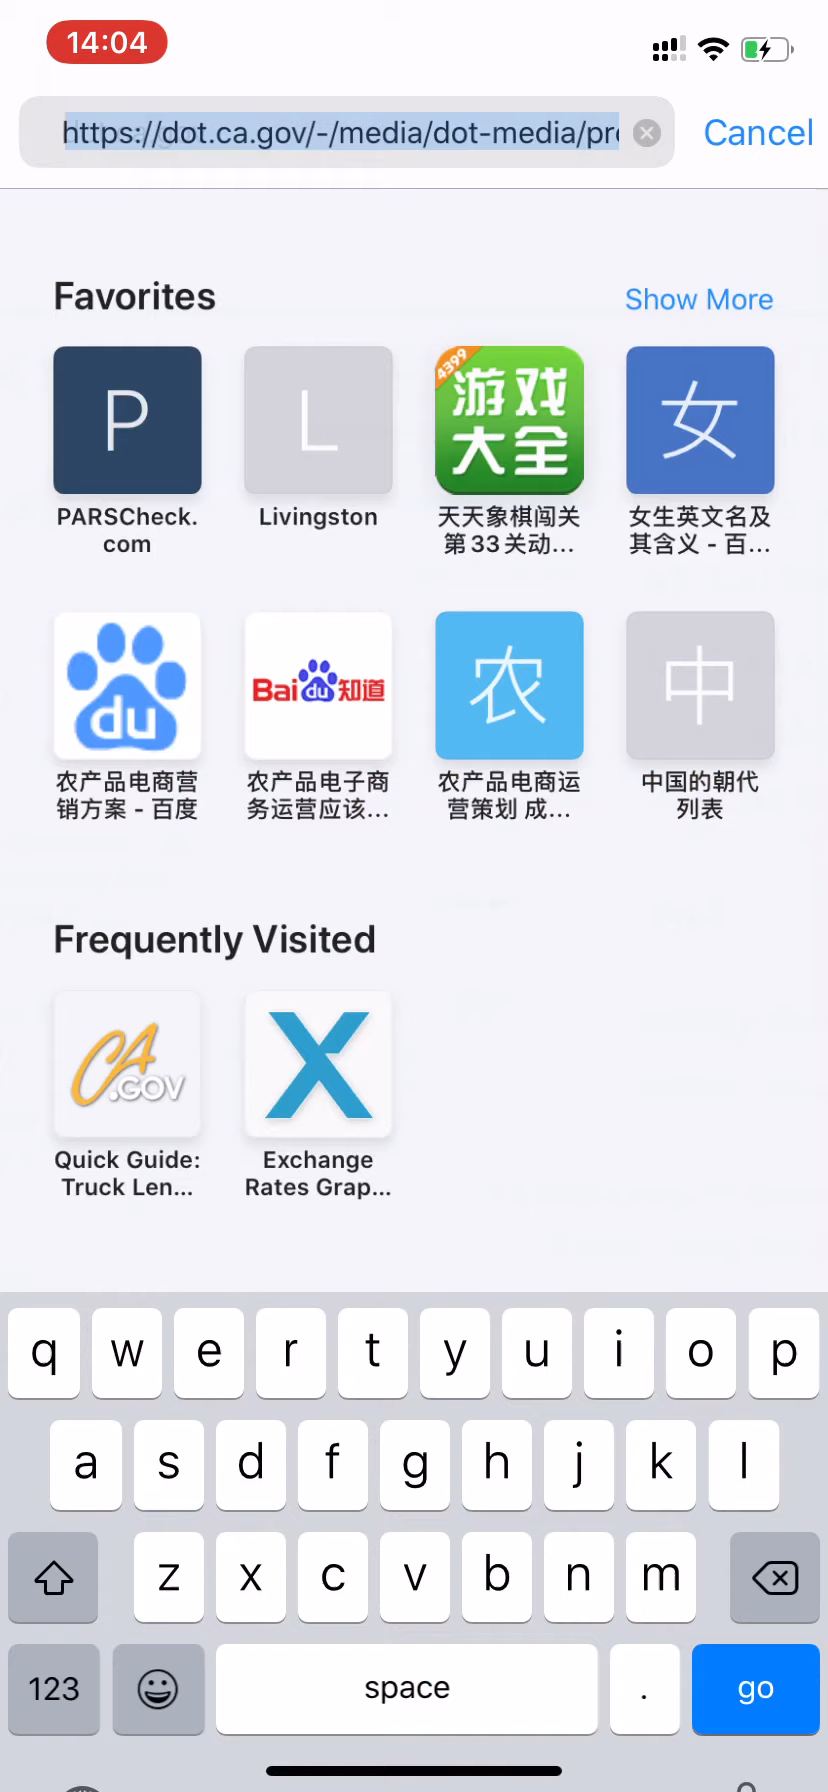 14:04
https://dot.ca.gov/-/media/dot-media/pr
Cancel
Favorites
Show More
P
L
4399
游戏
大全
女
PARSCheck.
com
Livingston
天天象棋闯关
第33关动...
女生英文名及
其含义 - 百...
du
Bai du 知道
农
中
农产品电商营
销方案 - 百度
农产品电子商
务运营应该...
农产品电商运
营策划 成...
中国的朝代
列表
Frequently Visited
CA
.GOV
X
Quick Guide:
Truck Len...
Exchange
Rates Grap...
q w e r t y u i o p
a s d f g h j k l
z x c v b n m
123
space
.
go